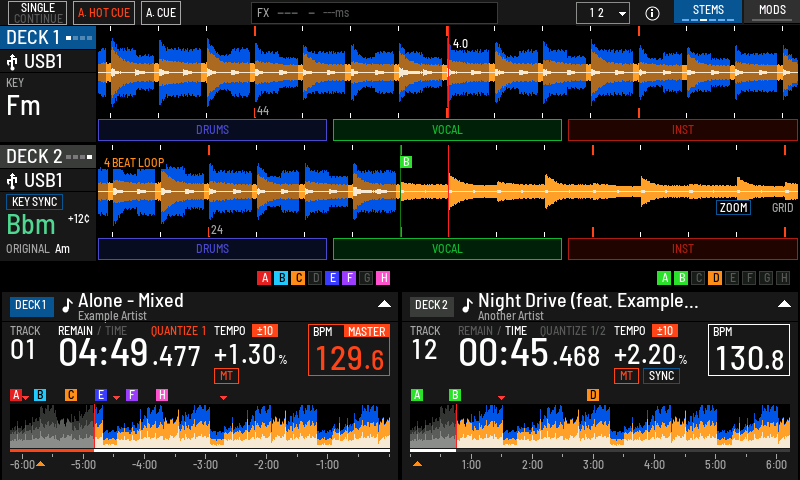 SINGLE
CONTINUE
A. HOT CUE
A. CUE
FX --- - ---ms
1 2
STEMS
MODS
DECK 1
USB1
KEY
Fm
4.0
44
DRUMS
VOCAL
INST
DECK 2
USB1
KEY SYNC
Bbm
+12¢
ORIGINAL Am
4 BEAT LOOP
B
ZOOM
GRID
24
DRUMS
VOCAL
INST
A B C D E F G H
A B C D E F G H
DECK 1
Alone - Mixed
Example Artist
TRACK
01
REMAIN / TIME
QUANTIZE 1
04:49.477
TEMPO
±10
+1.30%
MT
BPM
MASTER
129.6
A B C E F H
-6:00 -5:00 -4:00 -3:00 -2:00 -1:00
DECK 2
Night Drive (feat. Example...
Another Artist
TRACK
12
REMAIN / TIME
QUANTIZE 1/2
00:45.468
TEMPO
±10
+2.20%
MT
SYNC
BPM
130.8
A B D
1:00 2:00 3:00 4:00 5:00 6:00